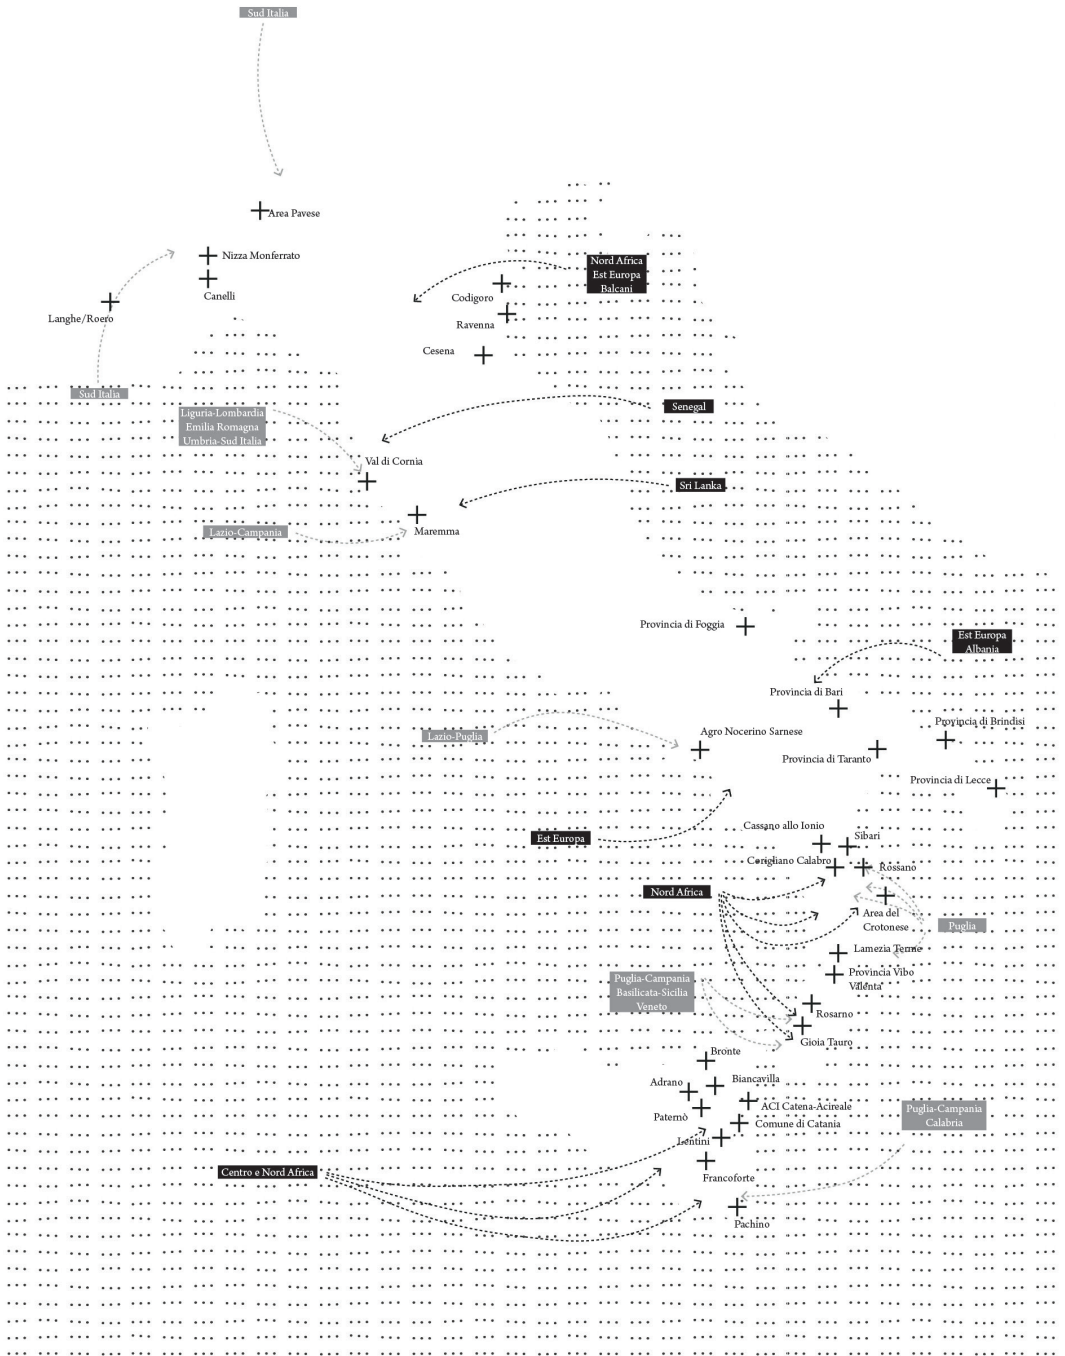 Sud Italia
Area Pavese
Nizza Monferrato
Canelli
Langhe/Roero
Sud Italia
Nord Africa
Est Europa
Balcani
Codigoro
Ravenna
Cesena
Senegal
Liguria-Lombardia
Emilia Romagna
Umbria-Sud Italia
Val di Cornia
Sri Lanka
Maremma
Lazio-Campania
Provincia di Foggia
Est Europa
Albania
Provincia di Bari
Provincia di Brindisi
Lazio-Puglia
Agro Nocerino Sarnese
Provincia di Taranto
Provincia di Lecce
Est Europa
Cassano allo Ionio
Sibari
Corigliano Calabro
Rossano
Nord Africa
Area del
Crotonese
Puglia
Lamezia Terme
Provincia Vibo
Valenta
Puglia-Campania
Basilicata-Sicilia
Veneto
Rosarno
Gioia Tauro
Bronte
Adrano
Biancavilla
Paternò
ACI Catena-Acireale
Comune di Catania
Puglia-Campania
Calabria
Lentini
Centro e Nord Africa
Francoforte
Pachino